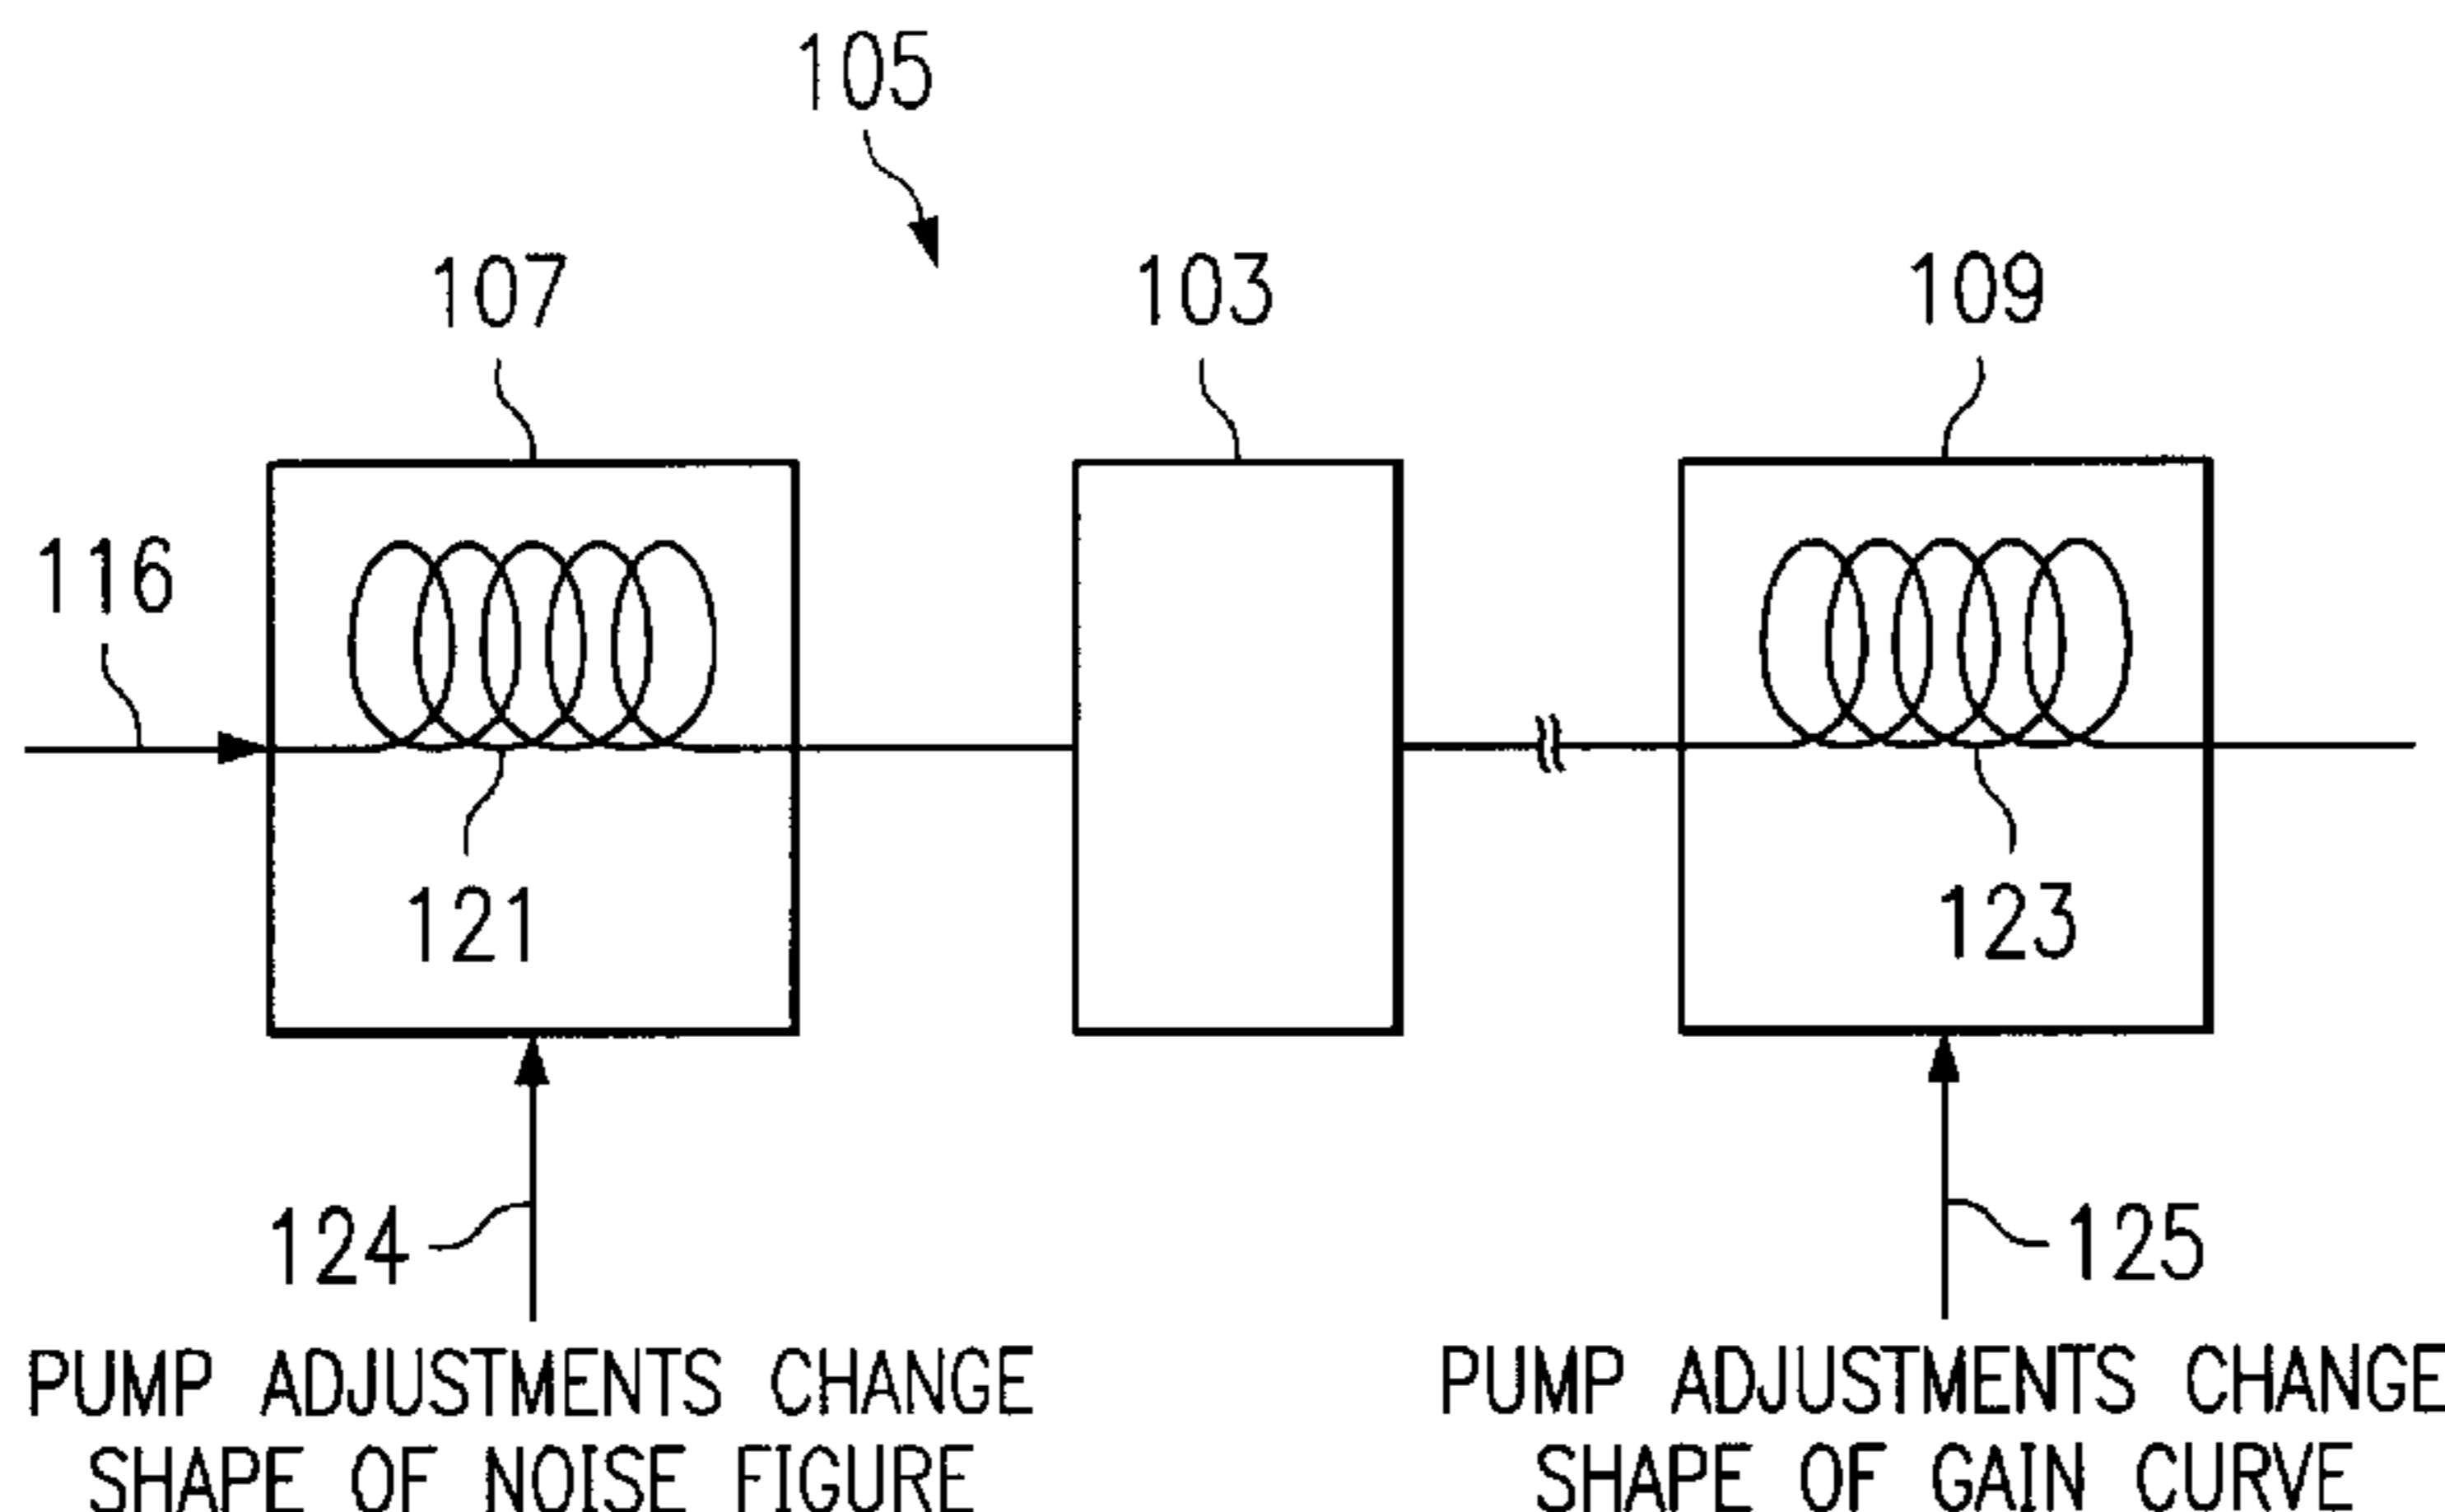 105
107
103
109
116
121
123
124
125
PUMP ADJUSTMENTS CHANGE
SHAPE OF NOISE FIGURE
PUMP ADJUSTMENTS CHANGE
SHAPE OF GAIN CURVE